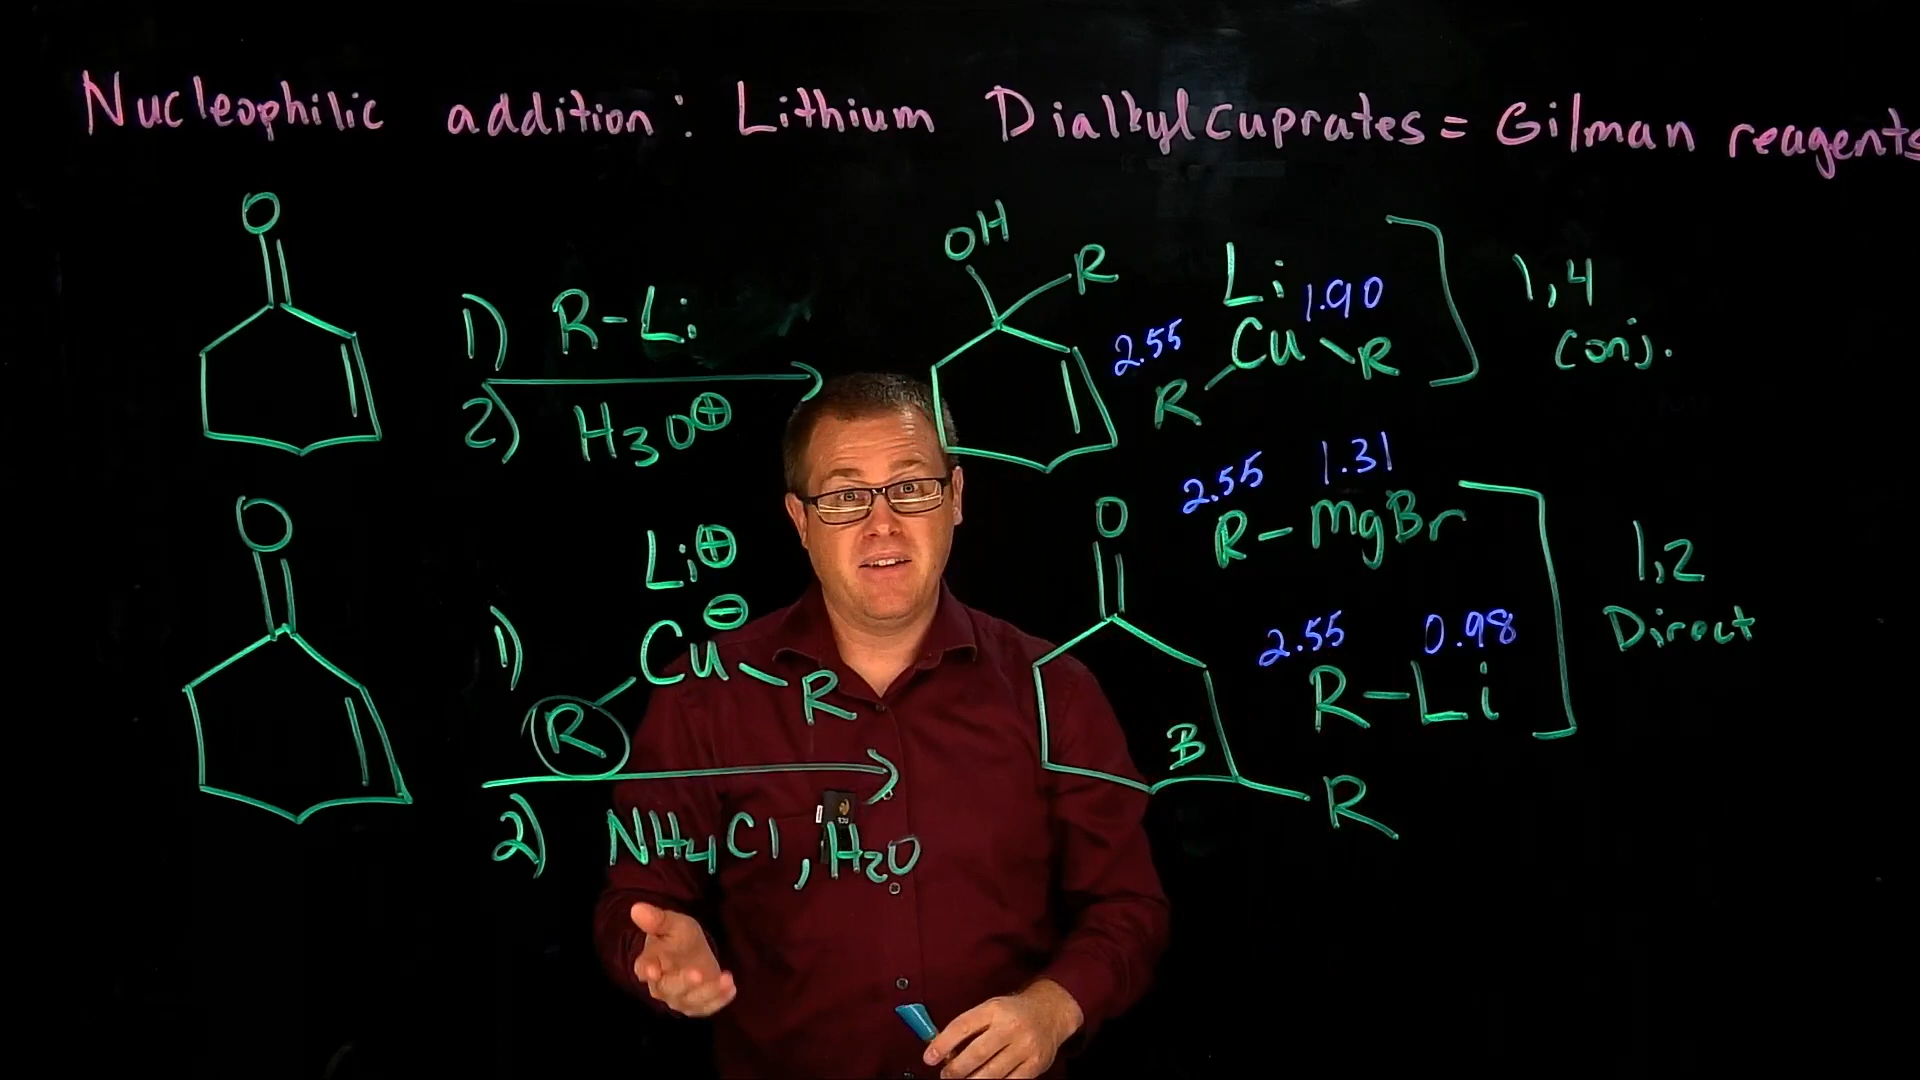 Nucleophilic addition: Lithium Dialkylcuprates = Gilman reagents
O
1) R-Li
2) H3O⊕
OH
R
Li
2.55 1.90
Cu
R R
1,4
Conj.
2.55 1.31
R-MgBr
2.55 0.98
R-Li
1,2
Direct
O
Li⊕
1) Cu⊖
R R
2) NH4Cl, H2O
O
B
R